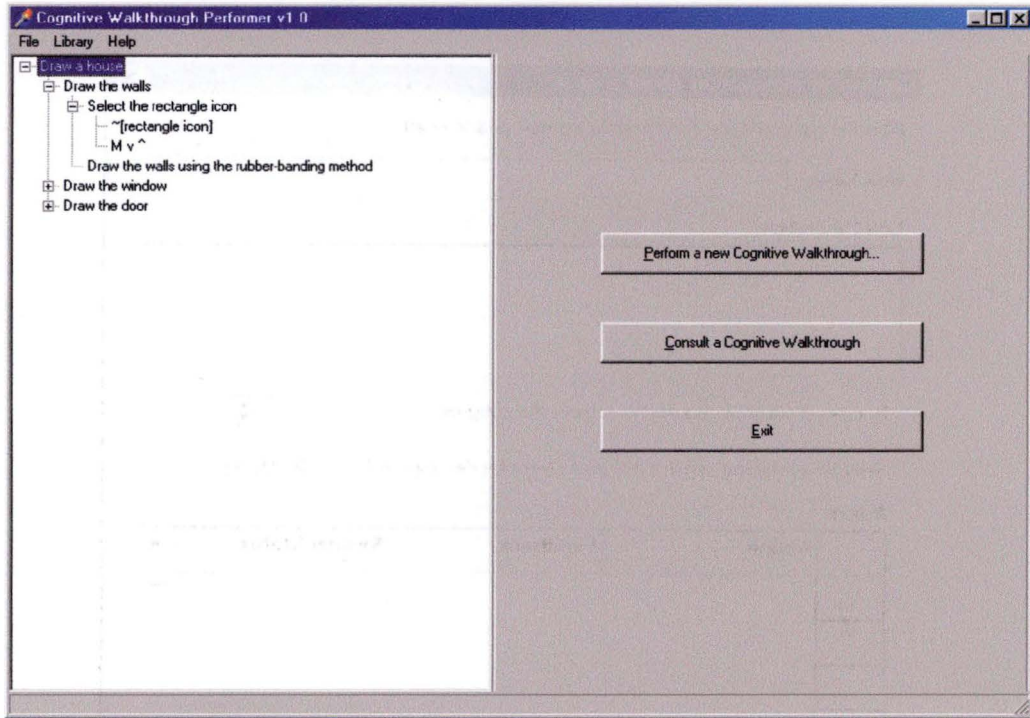 Cognitive Walkthrough Performer v1.0
File Library Help
Draw a house
Draw the walls
Select the rectangle icon
~[rectangle icon]
M v ^
Draw the walls using the rubber-banding method
Draw the window
Draw the door
Perform a new Cognitive Walkthrough...
Consult a Cognitive Walkthrough
Exit